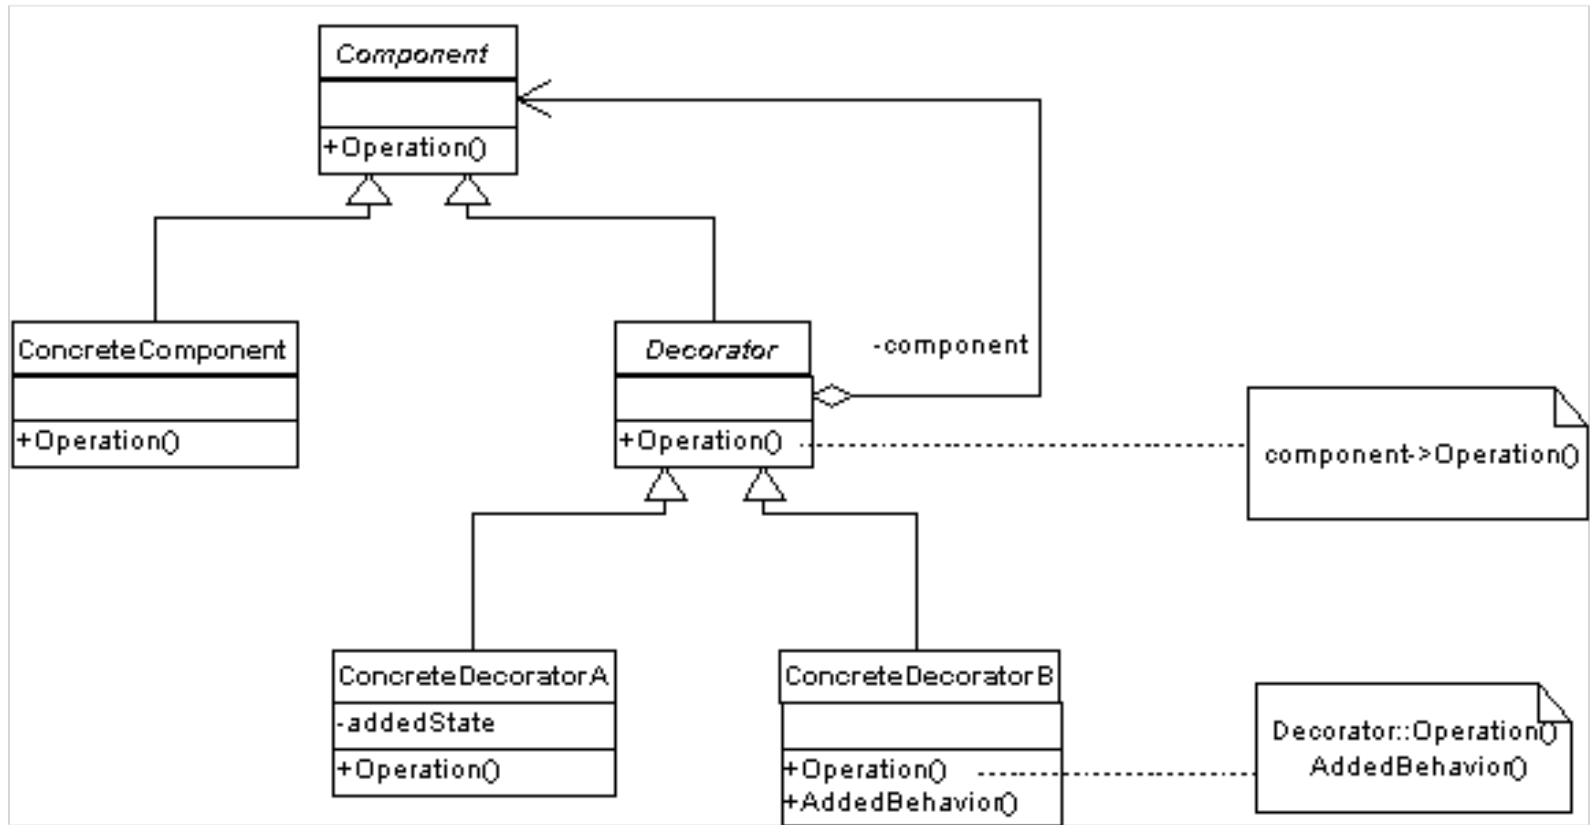 Component
+Operation()
ConcreteComponent
+Operation()
Decorator
+Operation()
-component
component->Operation()
ConcreteDecoratorA
-addedState
+Operation()
ConcreteDecoratorB
+Operation()
+AddedBehavior()
Decorator::Operation()
AddedBehavior()